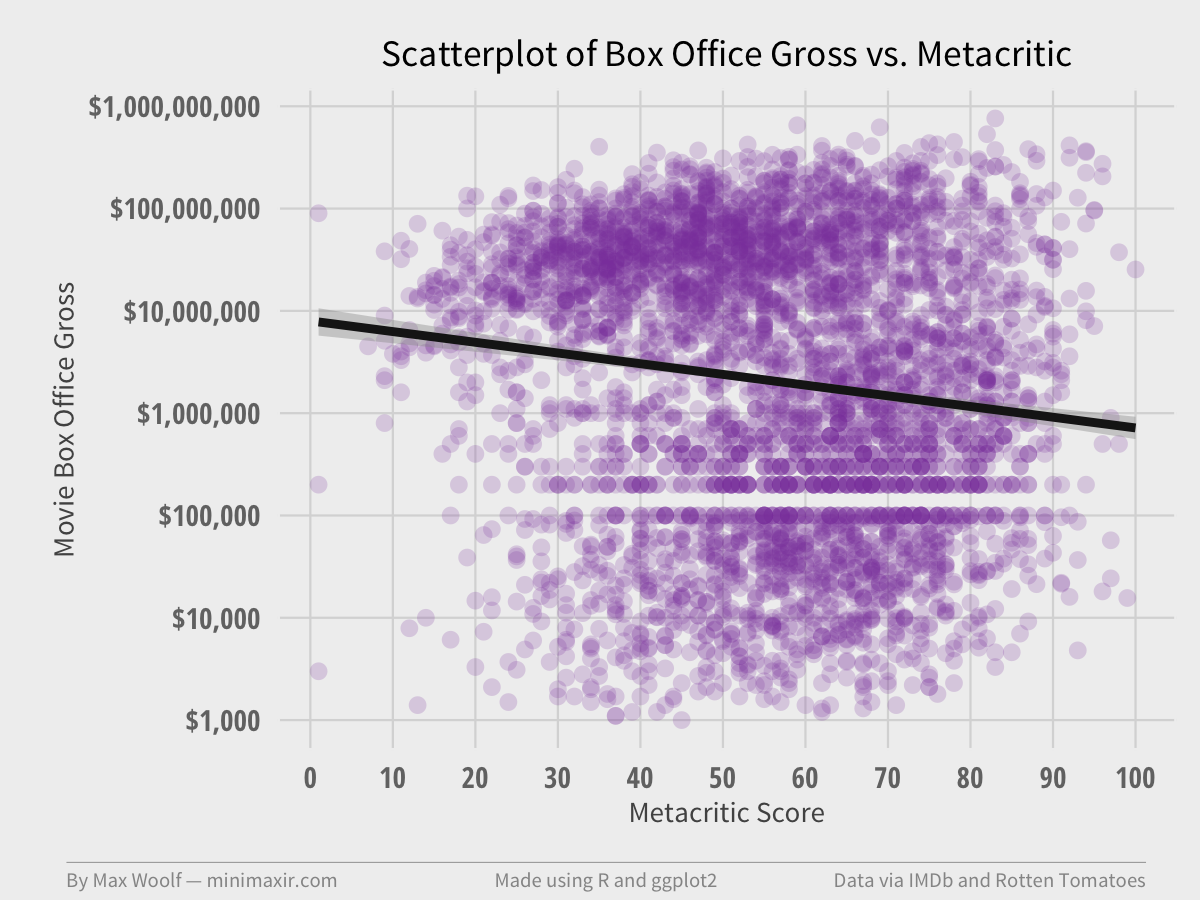 Scatterplot of Box Office Gross vs. Metacritic
$1,000,000,000
$100,000,000
$10,000,000
$1,000,000
$100,000
$10,000
$1,000
Movie Box Office Gross
0 10 20 30 40 50 60 70 80 90 100
Metacritic Score
By Max Woolf — minimaxir.com
Made using R and ggplot2
Data via IMDb and Rotten Tomatoes